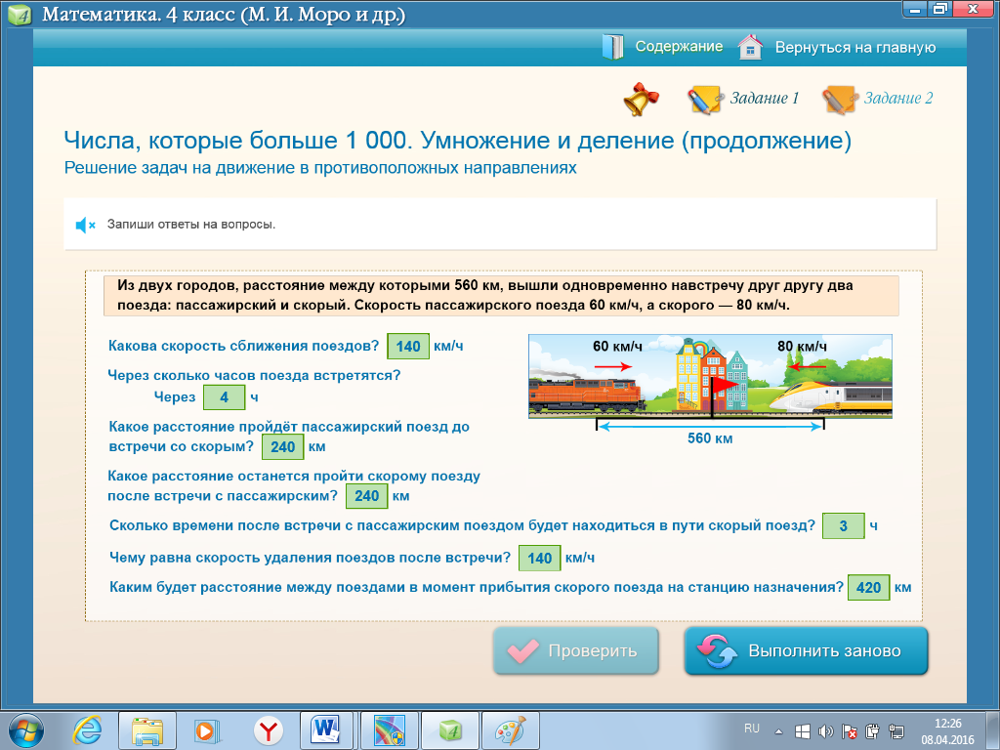 4 Математика. 4 класс (М. И. Моро и др.)
Содержание Вернуться на главную
Задание 1 Задание 2
Числа, которые больше 1 000. Умножение и деление (продолжение)
Решение задач на движение в противоположных направлениях
Запиши ответы на вопросы.
Из двух городов, расстояние между которыми 560 км, вышли одновременно навстречу друг другу два
поезда: пассажирский и скорый. Скорость пассажирского поезда 60 км/ч, а скорого — 80 км/ч.
Какова скорость сближения поездов? 140 км/ч
Через сколько часов поезда встретятся?
Через 4 ч
Какое расстояние пройдёт пассажирский поезд до
встречи со скорым? 240 км
Какое расстояние останется пройти скорому поезду
после встречи с пассажирским? 240 км
60 км/ч 80 км/ч
560 км
Сколько времени после встречи с пассажирским поездом будет находиться в пути скорый поезд? 3 ч
Чему равна скорость удаления поездов после встречи? 140 км/ч
Каким будет расстояние между поездами в момент прибытия скорого поезда на станцию назначения? 420 км
Проверить Выполнить заново
RU 12:26
08.04.2016